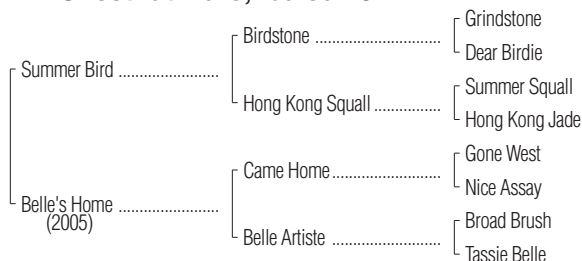 Grindstone
Birdstone ........................
Dear Birdie
Summer Bird ........................
Summer Squall
Hong Kong Squall ................
Hong Kong Jade
Gone West
Came Home ........................
Nice Assay
Belle's Home ........................
(2005)
Broad Brush
Belle Artiste ........................
Tassie Belle